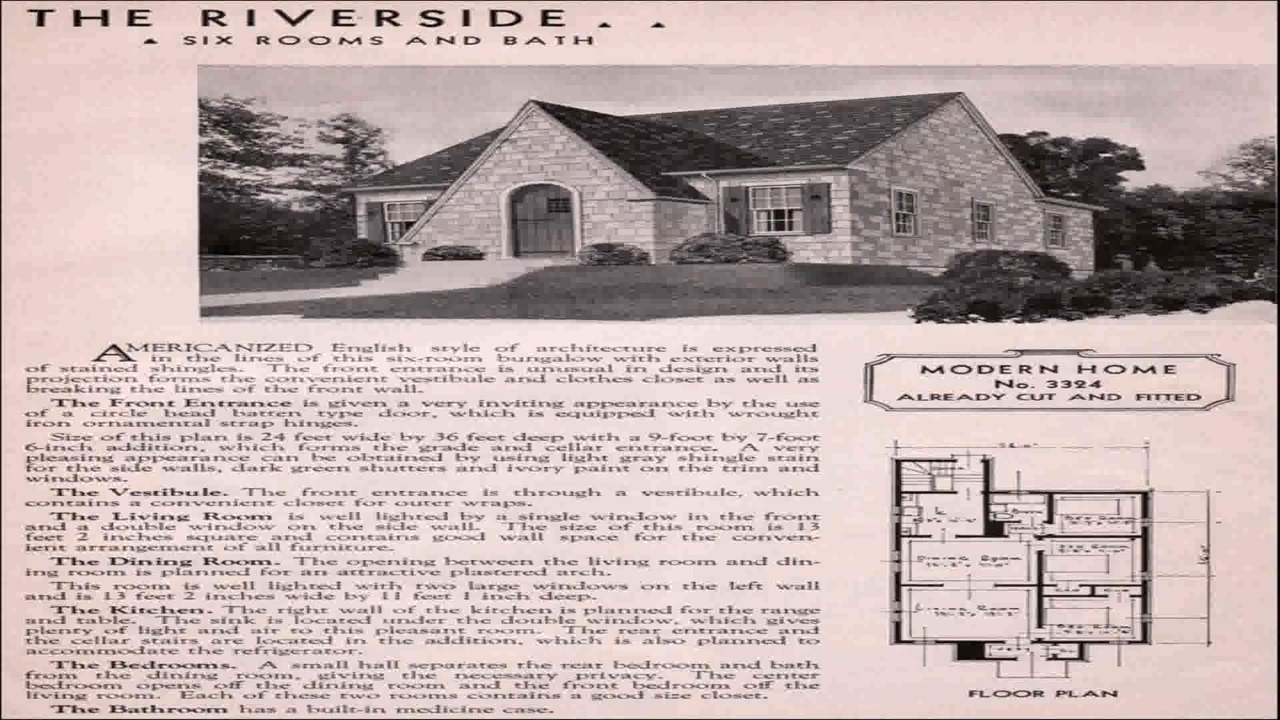 THE RIVERSIDE
SIX ROOMS AND BATH
AMERICANIZED English style of architecture is expressed
in the lines of this six-room bungalow with exterior walls
of stained shingles. The front entrance is unusual in design and its
projection forms the convenient vestibule and clothes closet as well as
breaking the lines of the front wall.
The Front Entrance is given a very inviting appearance by the use
of a circle head batten type door, which is equipped with wrought
iron ornamental strap hinges.
Size of this plan is 24 feet wide by 36 feet deep with a 9-foot by 7-foot
6-inch addition, which forms the grade and cellar entrance. A very
pleasing appearance can be obtained by using light gray shingle stain
for the side walls, dark green shutters and ivory paint on the trim and
windows.
The Vestibule. The front entrance is through a vestibule, which
contains a convenient closet for outer wraps.
The Living Room is well lighted by a single window in the front
and a double window on the side wall. The size of this room is 13
feet 2 inches square and contains good wall space for the conven-
ient arrangement of all furniture.
The Dining Room. The opening between the living room and din-
ing room is planned for an attractive plastered arch.
This room is well lighted with two large windows on the left wall
and is 13 feet 2 inches wide by 11 feet 1 inch deep.
The Kitchen. The right wall of the kitchen is planned for the range
and table. The sink is located under the double window, which gives
plenty of light and air to this pleasant room. The rear entrance and
the cellar stairs are located in the addition, which is also planned to
accommodate the refrigerator.
The Bedrooms. A small hall separates the rear bedroom and bath
from the dining room, giving the necessary privacy. The center
bedroom opens off the dining room and the front bedroom off the
living room. Each of these two rooms contains a good size closet.
The Bathroom has a built-in medicine case.
MODERN HOME
No. 3324
ALREADY CUT AND FITTED
Dining Room
Living Room
FLOOR PLAN